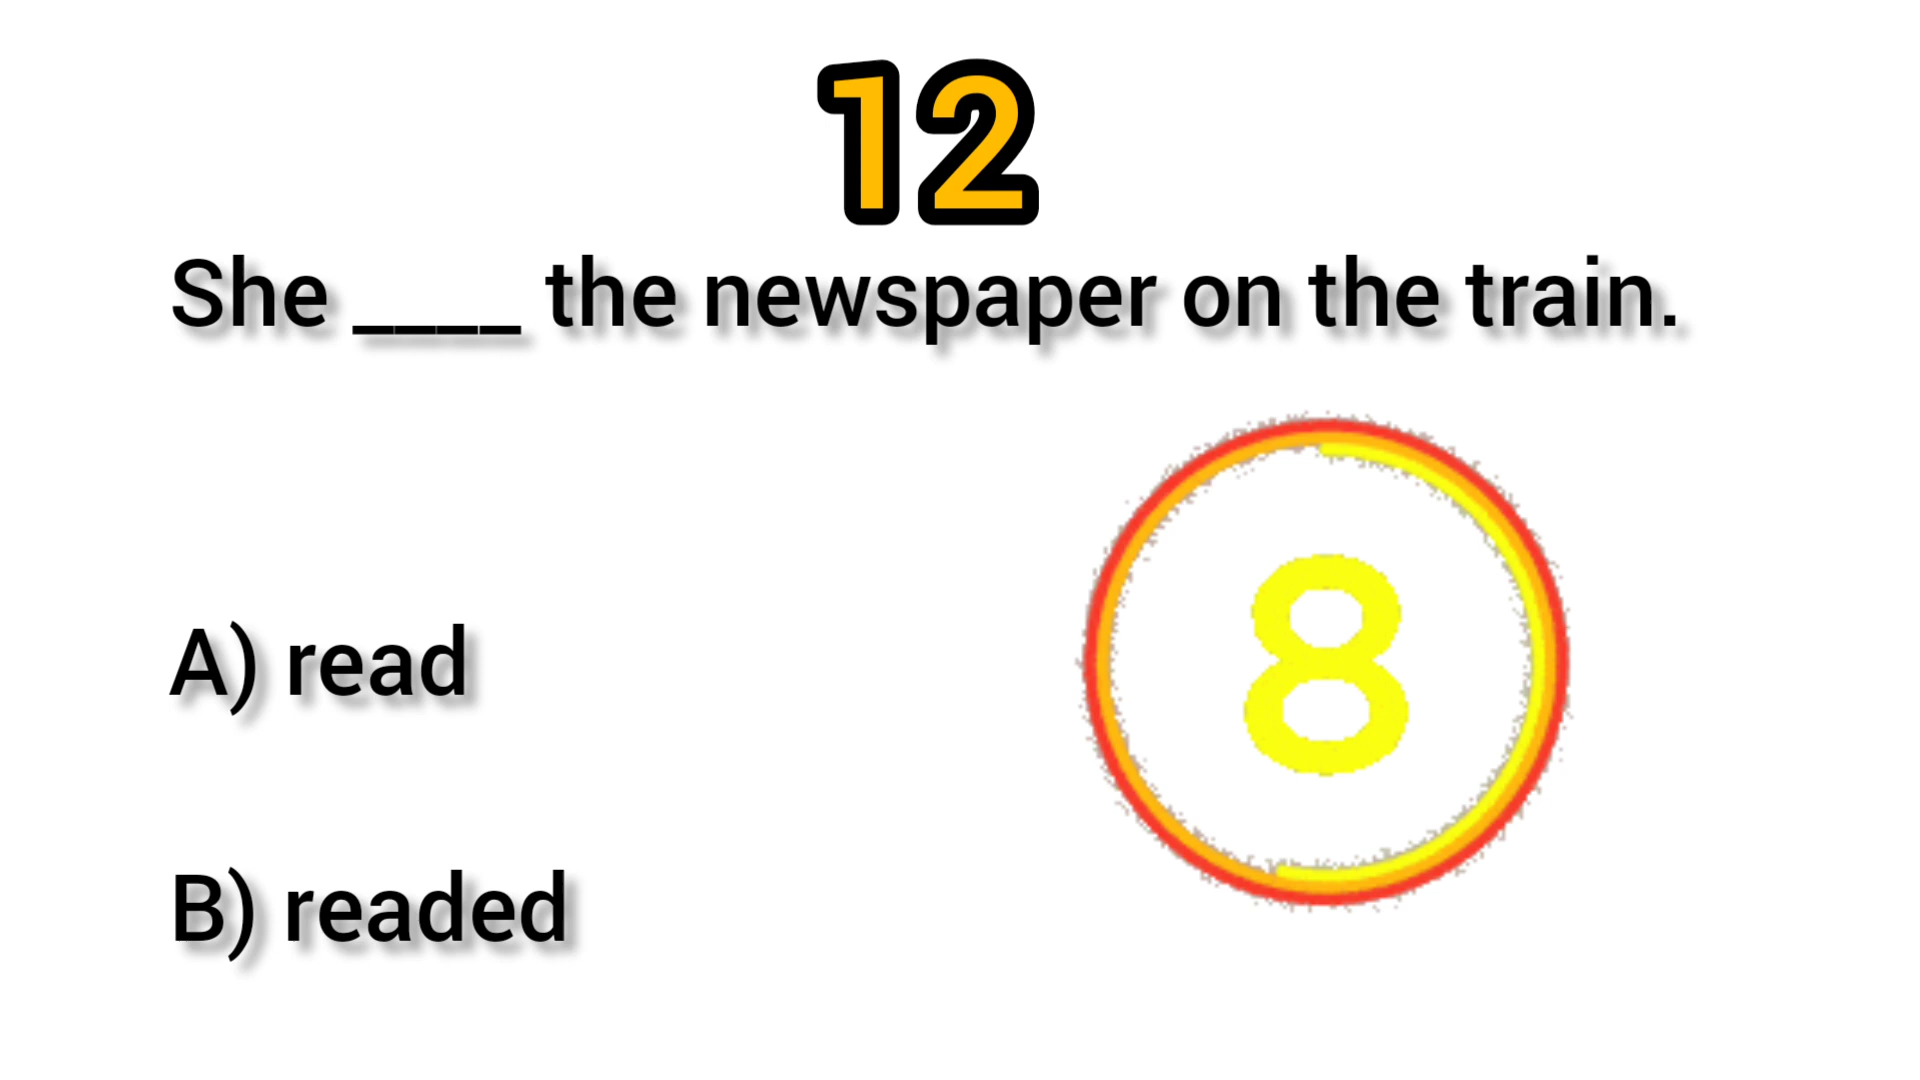 12
She ____ the newspaper on the train.
8
A) read
B) readed